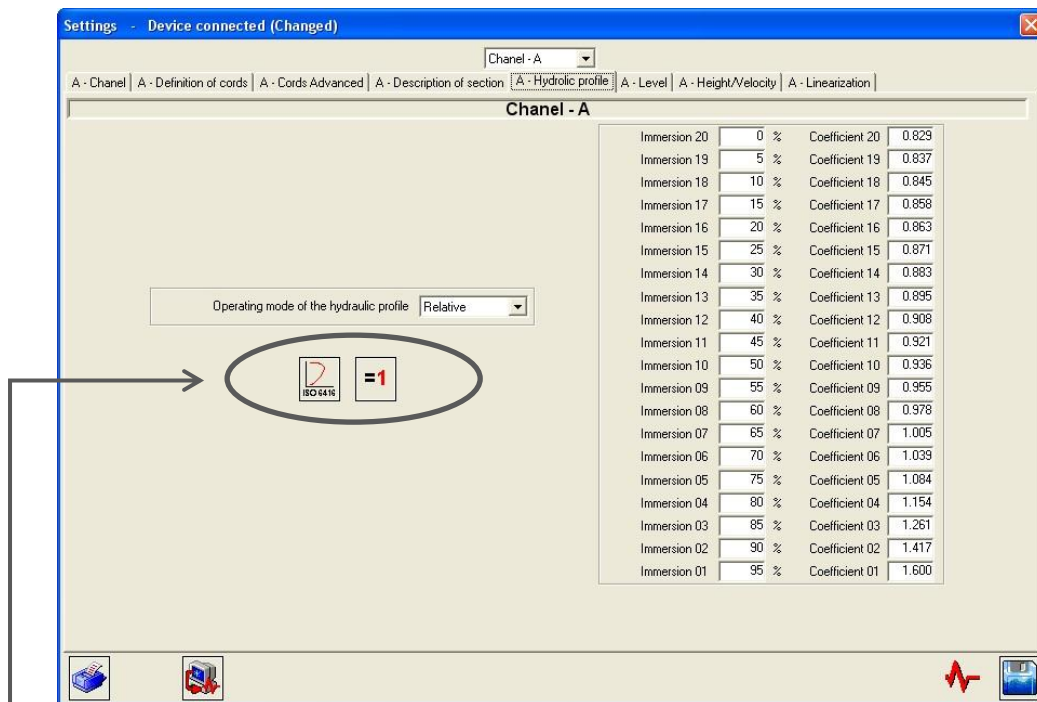 Settings - Device connected (Changed)
Chanel - A
A - Chanel A - Definition of cords A - Cords Advanced A - Description of section A - Hydrolic profile A - Level A - Height/Velocity A - Linearization
Chanel - A
Immersion 20 0 % Coefficient 20 0.829
Immersion 19 5 % Coefficient 19 0.837
Immersion 18 10 % Coefficient 18 0.845
Immersion 17 15 % Coefficient 17 0.858
Immersion 16 20 % Coefficient 16 0.863
Immersion 15 25 % Coefficient 15 0.871
Immersion 14 30 % Coefficient 14 0.883
Immersion 13 35 % Coefficient 13 0.895
Operating mode of the hydraulic profile Relative
Immersion 12 40 % Coefficient 12 0.908
Immersion 11 45 % Coefficient 11 0.921
Immersion 10 50 % Coefficient 10 0.936
Immersion 09 55 % Coefficient 09 0.955
ISO 6416 =1
Immersion 08 60 % Coefficient 08 0.978
Immersion 07 65 % Coefficient 07 1.005
Immersion 06 70 % Coefficient 06 1.039
Immersion 05 75 % Coefficient 05 1.084
Immersion 04 80 % Coefficient 04 1.154
Immersion 03 85 % Coefficient 03 1.261
Immersion 02 90 % Coefficient 02 1.417
Immersion 01 95 % Coefficient 01 1.600